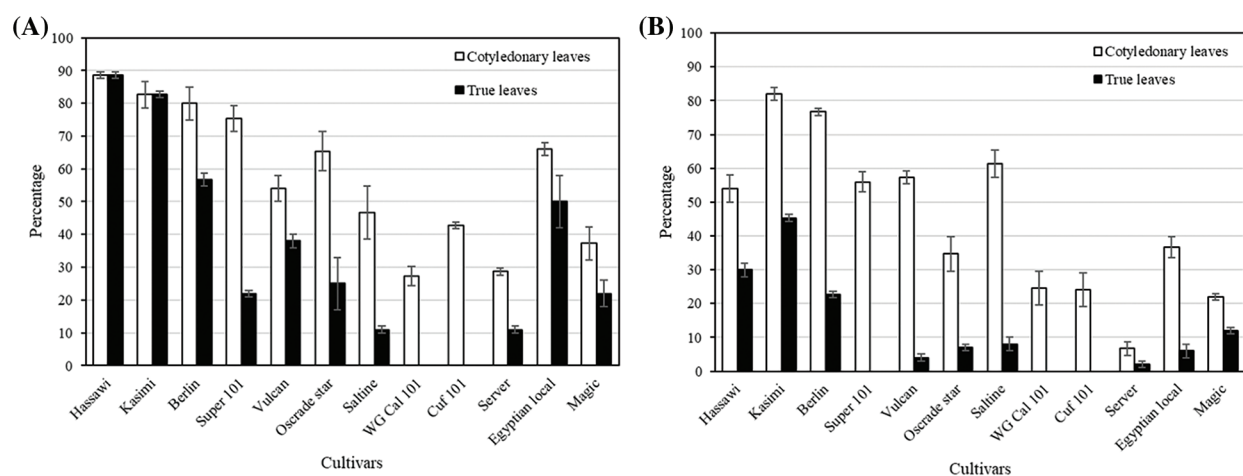 (A)
100
90
80
70
60
50
40
30
20
10
0
Percentage
Cotyledonary leaves
True leaves
Hassawi
Kasimi
Berlin
Super 101
Vulcan
Oscrade star
Saltine
WG Cal 101
Cuf 101
Server
Egyptian local
Magic
Cultivars
(B)
100
90
80
70
60
50
40
30
20
10
0
Percentage
Cotyledonary leaves
True leaves
Hassawi
Kasimi
Berlin
Super 101
Vulcan
Oscrade star
Saltine
WG Cal 101
Cuf 101
Server
Egyptian local
Magic
Cultivars